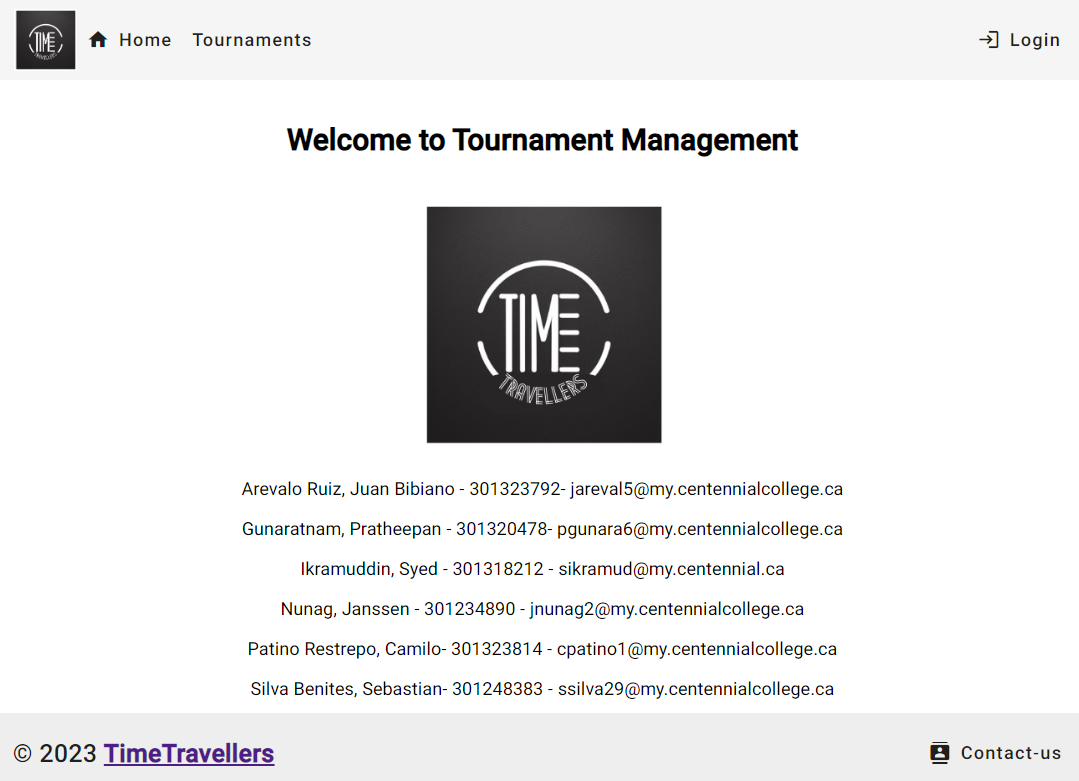 TIME
TRAVELLERS
Home
Tournaments
Login
Welcome to Tournament Management
TIME
TRAVELLERS
Arevalo Ruiz, Juan Bibiano - 301323792- jareval5@my.centennialcollege.ca
Gunaratnam, Pratheepan - 301320478- pgunara6@my.centennialcollege.ca
Ikramuddin, Syed - 301318212 - sikramud@my.centennial.ca
Nunag, Janssen - 301234890 - jnunag2@my.centennialcollege.ca
Patino Restrepo, Camilo- 301323814 - cpatino1@my.centennialcollege.ca
Silva Benites, Sebastian- 301248383 - ssilva29@my.centennialcollege.ca
© 2023 TimeTravellers
Contact-us